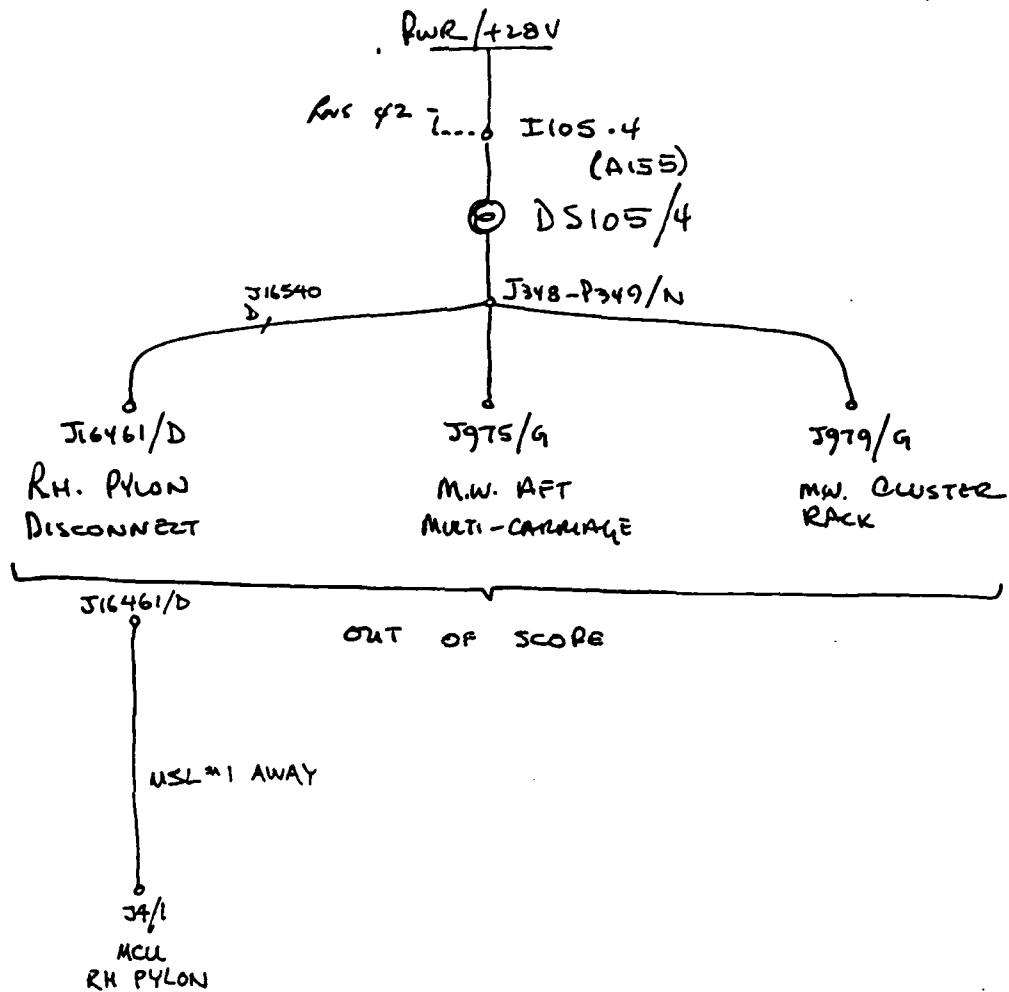 PWR/+28V
I105.4
(A155)
DS105/4
J348-P349/N
J16540
D
J16461/D
RH. PYLON
DISCONNECT
J975/G
M.W. AFT
MULTI-CARRIAGE
J979/G
M.W. CLUSTER
RACK
OUT OF SCOPE
J16461/D
MSL #1 AWAY
J4/1
MCU
RH PYLON